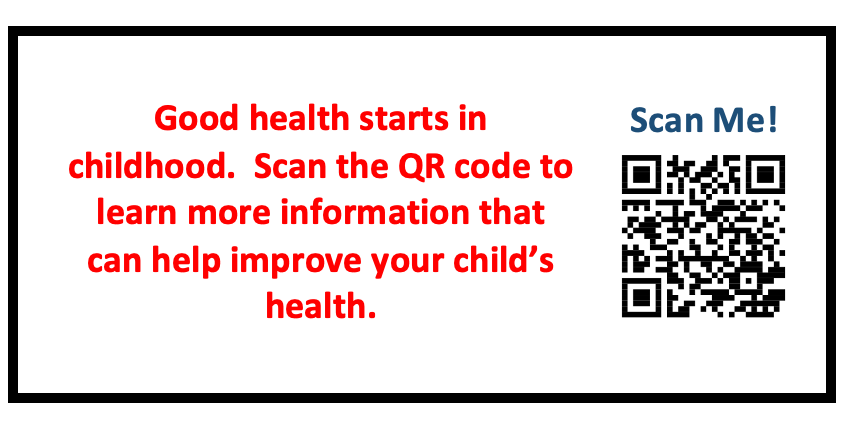 Good health starts in
childhood.  Scan the QR code to
learn more information that
can help improve your child’s
health.
Scan Me!